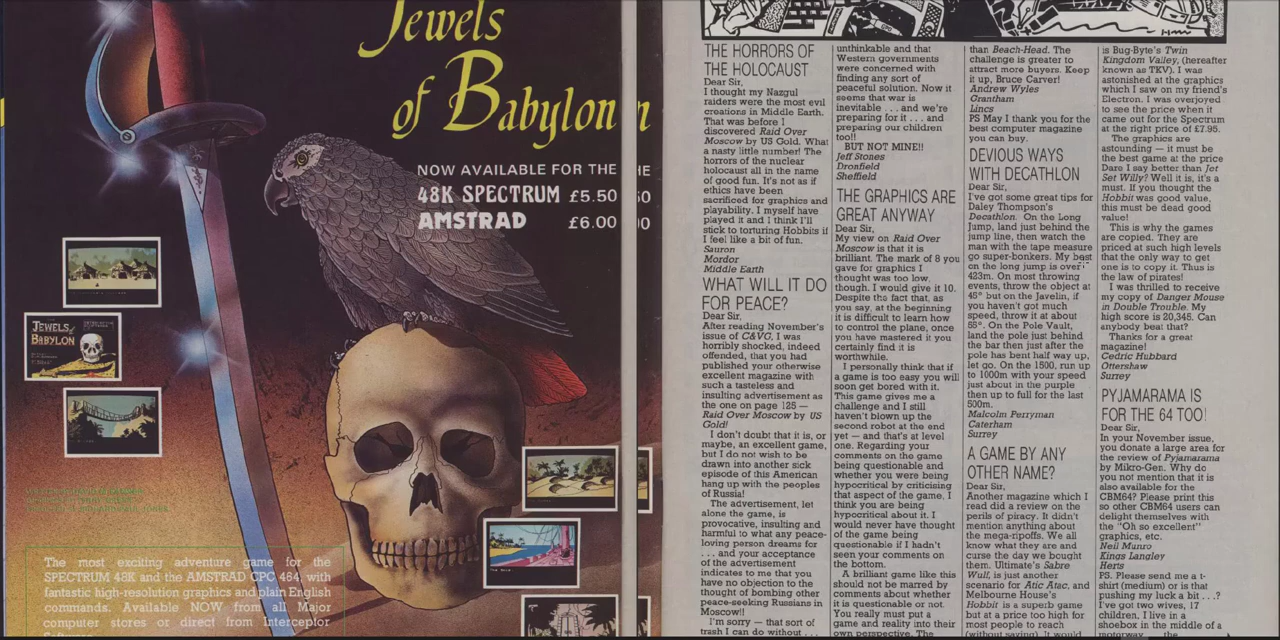 Jewels
of Babylon
NOW AVAILABLE FOR THE
48K SPECTRUM £5.50
AMSTRAD £6.00
JEWELS
OF
BABYLON
The most exciting adventure game for the
SPECTRUM 48K and the AMSTRAD CPC 464, with
fantastic high-resolution graphics and plain English
commands. Available NOW from all Major
computer stores or direct from Interceptor
n
HE
50
00
THE HORRORS OF
THE HOLOCAUST
Dear Sir,
I thought my Nazgul
raiders were the most evil
creations in Middle Earth.
That was before I
discovered Raid Over
Moscow by US Gold. What
a nasty little number! The
horrors of the nuclear
holocaust all in the name
of good fun. It's not as if
ethics have been
sacrificed for graphics and
playability. I myself have
played it and I think I'll
stick to torturing Hobbits if
I feel like a bit of fun.
Sauron
Mordor
Middle Earth
WHAT WILL IT DO
FOR PEACE?
Dear Sir,
After reading November's
issue of C&VG, I was
horribly shocked, indeed
offended, that you had
published your otherwise
excellent magazine with
such a tasteless and
insulting advertisement as
the one on page 125 —
Raid Over Moscow by US
Gold!
I don't doubt that it is, or
maybe, an excellent game,
but I do not wish to be
drawn into another sick
episode of this American
hang up with the peoples
of Russia!
The advertisement, let
alone the game, is
provocative, insulting and
harmful to what any peace-
loving person dreams for
. . . and your acceptance
of the advertisement
indicates to me that you
have no objection to the
thought of bombing other
peace-seeking Russians in
Moscow!!
I'm sorry — that sort of
trash I can do without . . .
unthinkable and that
Western governments
were concerned with
finding any sort of
peaceful solution. Now it
seems that war is
inevitable . . . and we're
preparing for it . . . and
preparing our children
too!!
BUT NOT MINE!!
Jeff Stones
Dronfield
Sheffield
THE GRAPHICS ARE
GREAT ANYWAY
Dear Sir,
My view on Raid Over
Moscow is that it is
brilliant. The mark of 8 you
gave for graphics I
thought was too low,
though. I would give it 10.
Despite the fact that, as
you say, at the beginning
it is difficult to learn how
to control the plane, once
you have mastered it you
certainly find it is
worthwhile.
I personally think that if
a game is too easy you will
soon get bored with it.
This game gives me a
challenge and I still
haven't blown up the
second robot at the end
yet — and that's at level
one. Regarding your
comments on the game
being questionable and
whether you were being
hypocritical by criticising
that aspect of the game, I
think you are being
hypocritical about it. I
would never have thought
of the game being
questionable if I hadn't
seen your comments on
the bottom.
A brilliant game like this
should not be marred by
comments about whether
it is questionable or not.
You really must put a
game and reality into their
own perspective. The
than Beach-Head. The
challenge is greater to
attract more buyers. Keep
it up, Bruce Carver!
Andrew Wyles
Grantham
Lincs
PS May I thank you for the
best computer magazine
you can buy.
DEVIOUS WAYS
WITH DECATHLON
Dear Sir,
I've got some great tips for
Daley Thompson's
Decathlon. On the Long
Jump, land just behind the
jump line, then watch the
man with the tape measure
go super-bonkers. My best
on the long jump is over
423m. On most throwing
events, throw the object at
45° but on the Javelin, if
you haven't got much
speed, throw it at about
55°. On the Pole Vault,
land the pole just behind
the bar then just after the
pole has bent half way up,
let go. On the 1500, run up
to 1000m with your speed
just about in the purple
then up to full for the last
500m.
Malcolm Perryman
Caterham
Surrey
A GAME BY ANY
OTHER NAME?
Dear Sir,
Another magazine which I
read did a review on the
perils of piracy. It didn't
mention anything about
the mega-ripoffs. We all
know what they are and
curse the day we bought
them. Ultimate's Sabre
Wulf, is just another
scenario for Atic Atac, and
Melbourne House's
Hobbit is a superb game
but at a price too high for
most people to reach
(without saving). It would
is Bug-Byte's Twin
Kingdom Valley, (hereafter
known as TKV). I was
astonished at the graphics
which I saw on my friend's
Electron. I was overjoyed
to see the price when it
came out for the Spectrum
at the right price of £7.95.
The graphics are
astounding — it must be
the best game at the price
Dare I say better than Jet
Set Willy? Well it is, it's a
must. If you thought the
Hobbit was good value,
this must be dead good
value!
This is why the games
are copied. They are
priced at such high levels
that the only way to get
one is to copy it. Thus is
the law of pirates!
I was thrilled to receive
my copy of Danger Mouse
in Double Trouble. My
high score is 20,345. Can
anybody beat that?
Thanks for a great
magazine!
Cedric Hubbard
Ottershaw
Surrey
PYJAMARAMA IS
FOR THE 64 TOO!
Dear Sir,
In your November issue,
you donate a large area for
the review of Pyjamarama
by Mikro-Gen. Why do
you not mention that it is
also available for the
CBM64? Please print this
so other CBM64 users can
delight themselves with
the "Oh so excellent"
graphics, etc.
Neil Munro
Kings Langley
Herts
PS. Please send me a t-
shirt (medium) or is that
pushing my luck a bit . . .?
I've got two wives, 17
children, I live in a
shoebox in the middle of a
motorway the